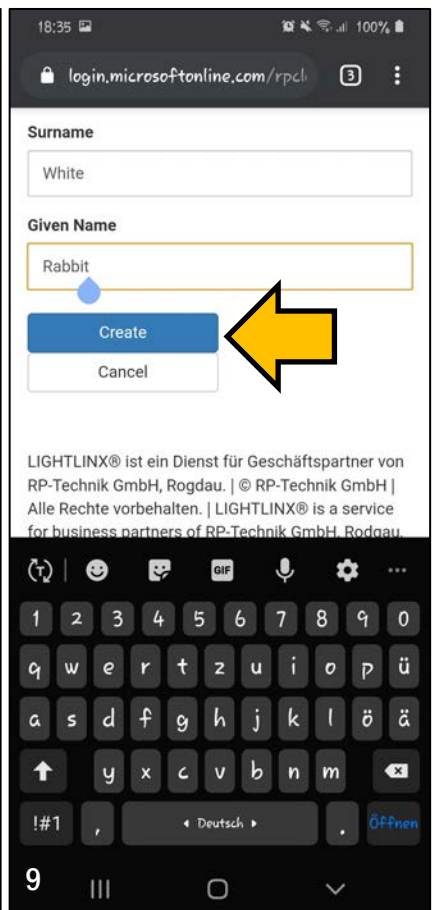 18:35 100%
login.microsoftonline.com/rpcl 3
Surname
White
Given Name
Rabbit
Create
Cancel
LIGHTLINX® ist ein Dienst für Geschäftspartner von
RP-Technik GmbH, Rogdau. | © RP-Technik GmbH |
Alle Rechte vorbehalten. | LIGHTLINX® is a service
for business partners of RP-Technik GmbH, Rodgau.
T GIF ...
1 2 3 4 5 6 7 8 9 0
q w e r t z u i o p ü
a s d f g h j k l ö ä
y x c v b n m
!#1 , Deutsch . Öffnen
9